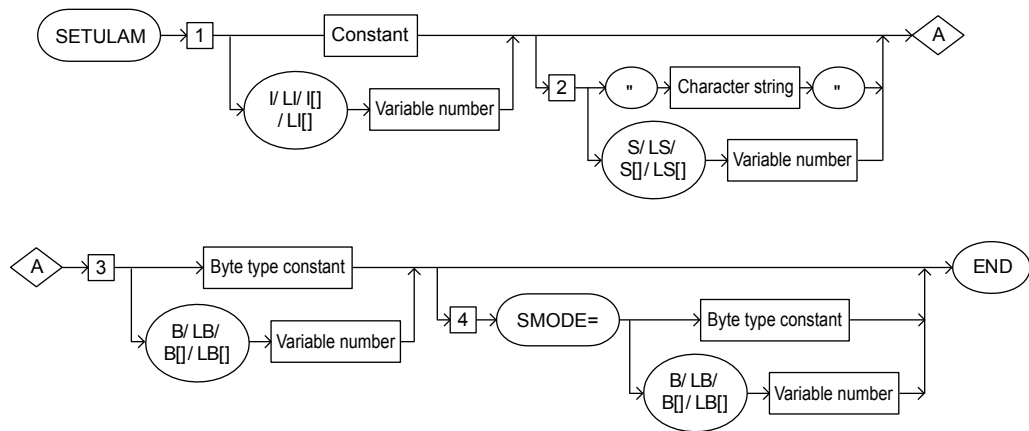 SETULAM 1 Constant A
I/ LI/ I[]
/ LI[]
Variable number
2 " Character string "
S/ LS/
S[]/ LS[]
Variable number
A 3 Byte type constant END
B/ LB/
B[]/ LB[]
Variable number
4 SMODE= Byte type constant
B/ LB/
B[]/ LB[]
Variable number